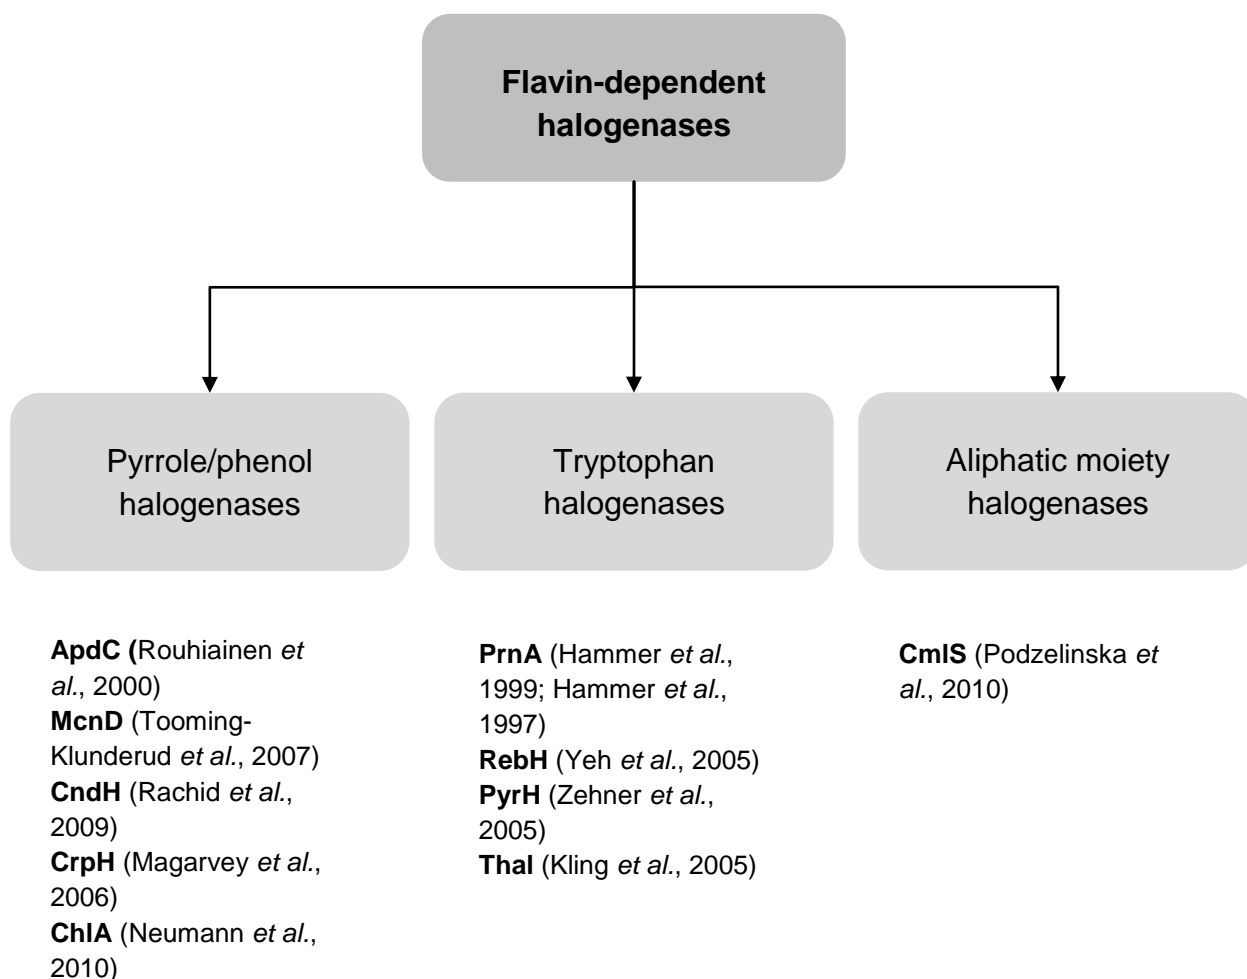 Flavin-dependent
halogenases
Pyrrole/phenol
halogenases
Tryptophan
halogenases
Aliphatic moiety
halogenases
ApdC (Rouhiainen et
al., 2000)
McnD (Tooming-
Klunderud et al., 2007)
CndH (Rachid et al.,
2009)
CrpH (Magarvey et al.,
2006)
ChlA (Neumann et al.,
2010)
PrnA (Hammer et al.,
1999; Hammer et al.,
1997)
RebH (Yeh et al., 2005)
PyrH (Zehner et al.,
2005)
Thal (Kling et al., 2005)
CmlS (Podzelinska et
al., 2010)